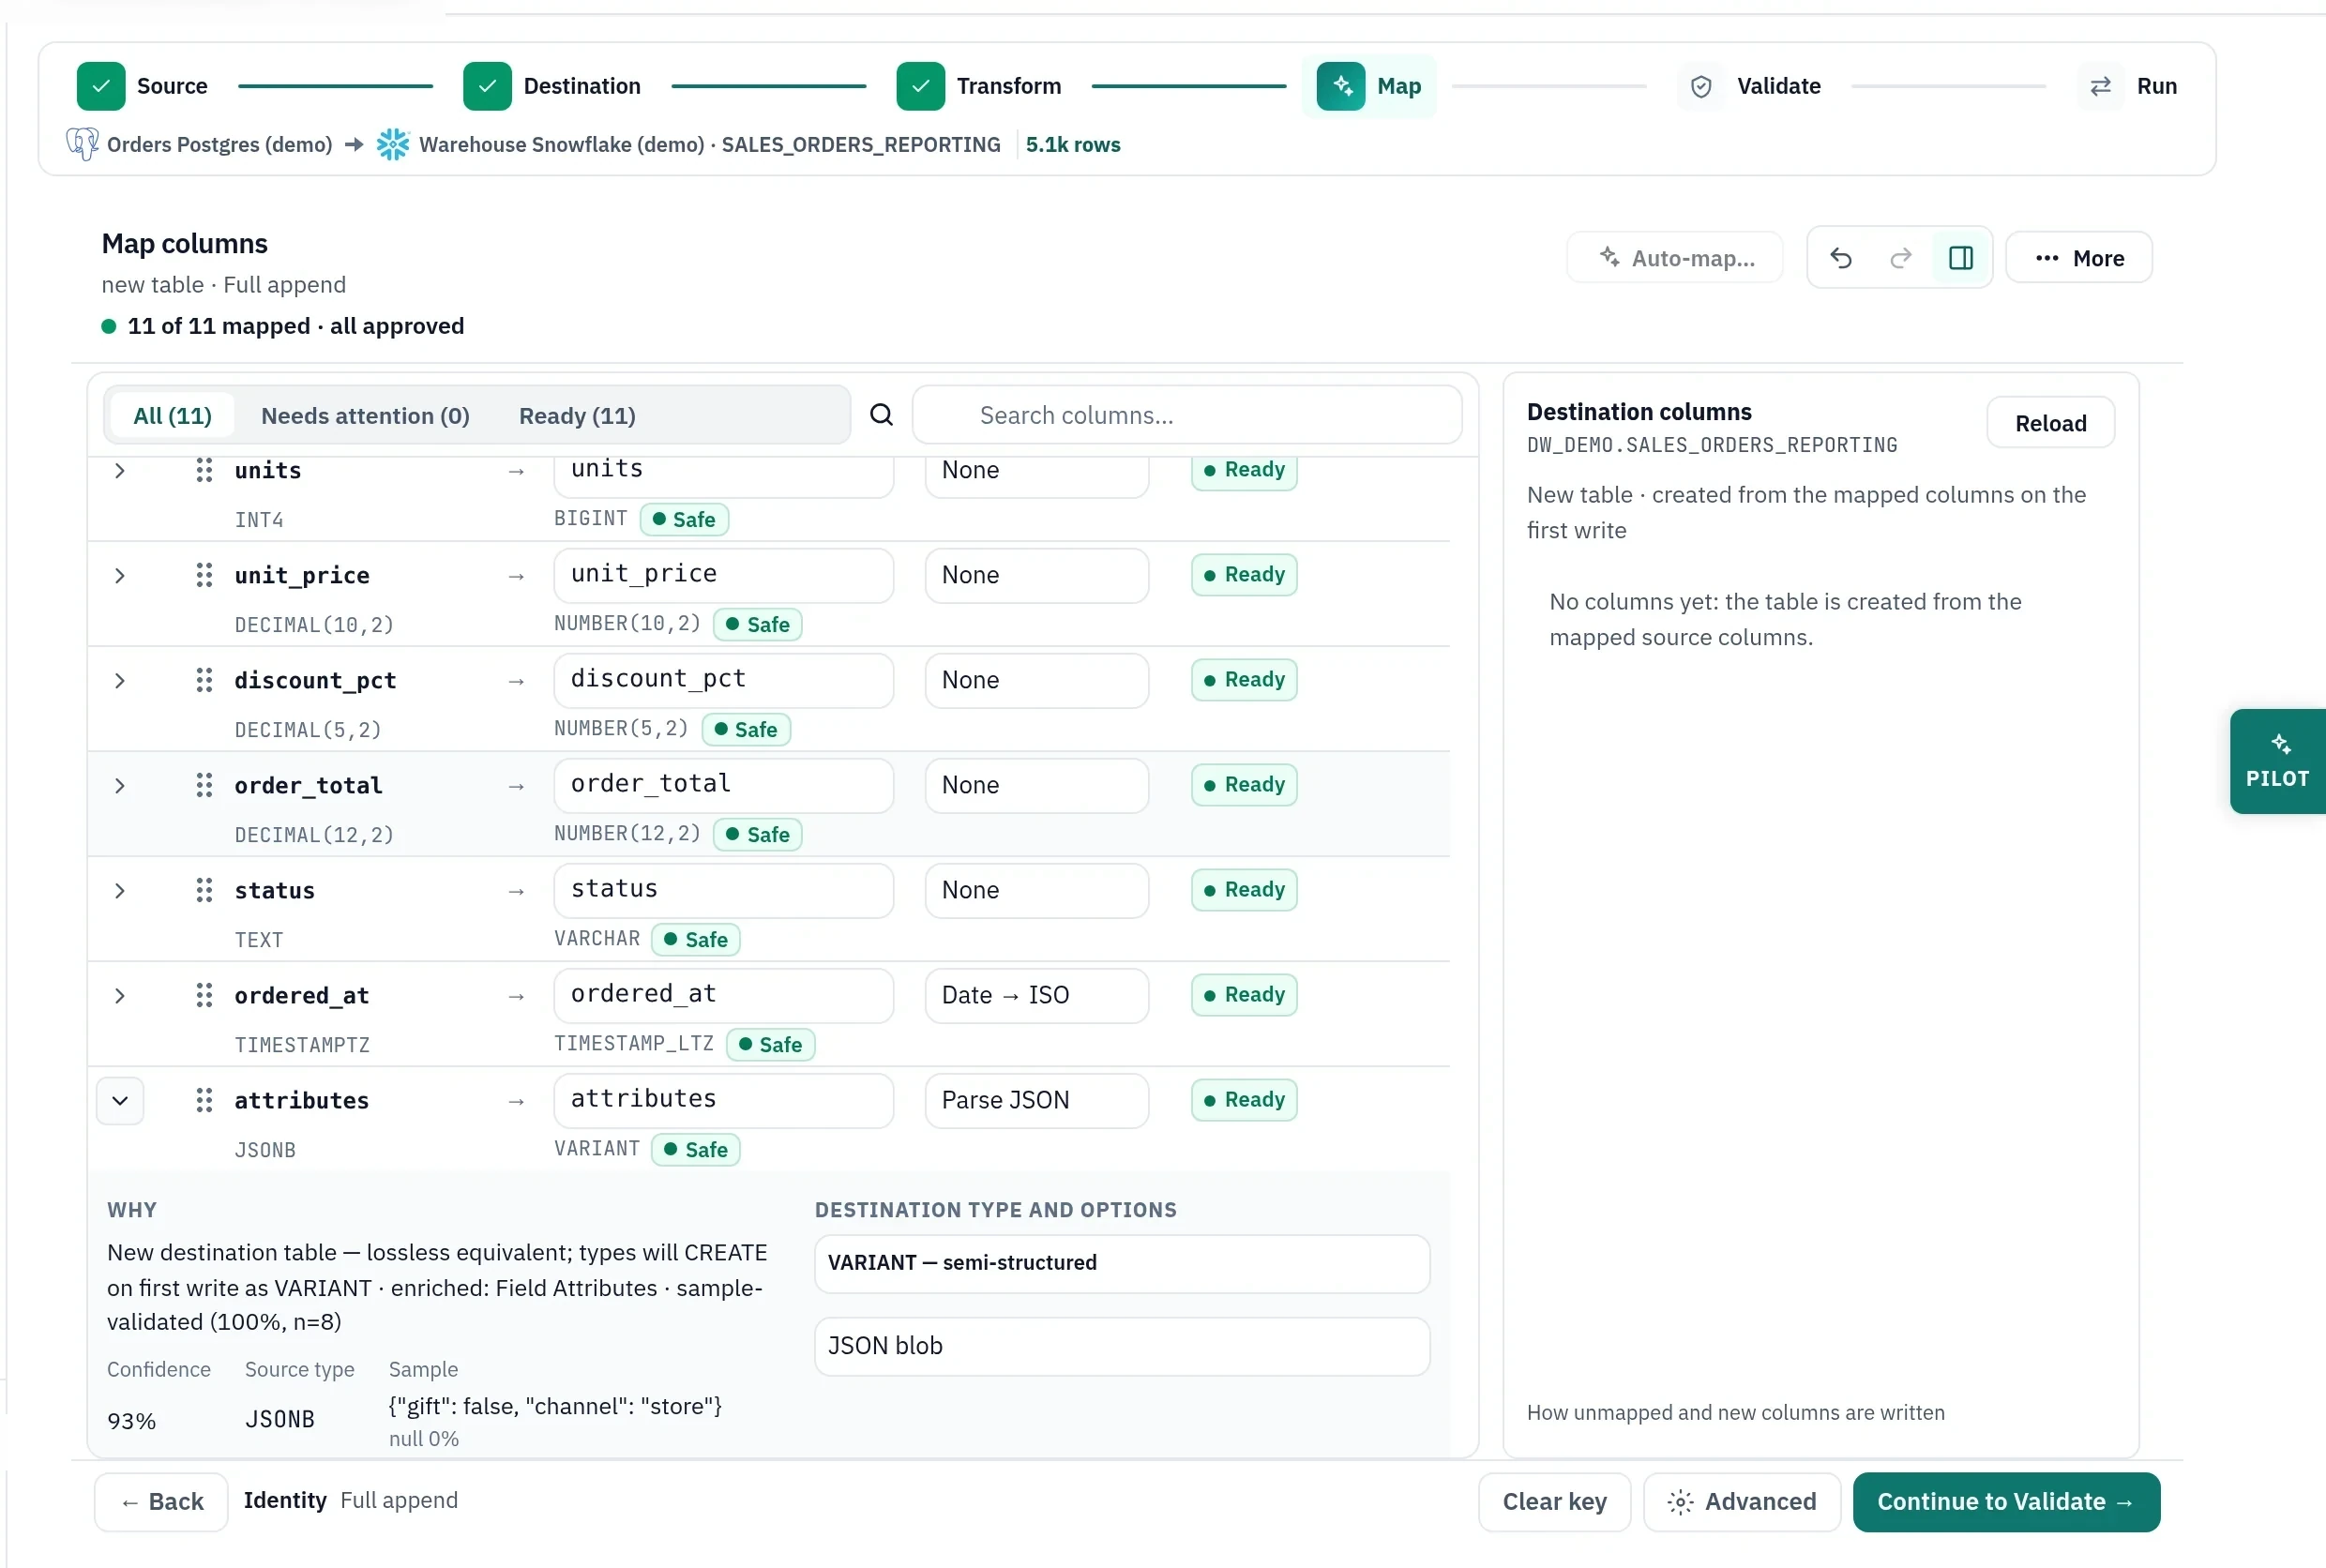 Source
Destination
Transform
Map
Validate
Run
Orders Postgres (demo) → Warehouse Snowflake (demo) · SALES_ORDERS_REPORTING 5.1k rows
Map columns
new table · Full append
11 of 11 mapped · all approved
Auto-map...
More
All (11)
Needs attention (0)
Ready (11)
Search columns...
units → units None Ready
INT4 BIGINT Safe
unit_price → unit_price None Ready
DECIMAL(10,2) NUMBER(10,2) Safe
discount_pct → discount_pct None Ready
DECIMAL(5,2) NUMBER(5,2) Safe
order_total → order_total None Ready
DECIMAL(12,2) NUMBER(12,2) Safe
status → status None Ready
TEXT VARCHAR Safe
ordered_at → ordered_at Date → ISO Ready
TIMESTAMPTZ TIMESTAMP_LTZ Safe
attributes → attributes Parse JSON Ready
JSONB VARIANT Safe
WHY
New destination table — lossless equivalent; types will CREATE
on first write as VARIANT · enriched: Field Attributes · sample-
validated (100%, n=8)
Confidence Source type Sample
93% JSONB {"gift": false, "channel": "store"}
null 0%
DESTINATION TYPE AND OPTIONS
VARIANT — semi-structured
JSON blob
Destination columns
Reload
DW_DEMO.SALES_ORDERS_REPORTING
New table · created from the mapped columns on the
first write
No columns yet: the table is created from the
mapped source columns.
How unmapped and new columns are written
PILOT
← Back
Identity Full append
Clear key
Advanced
Continue to Validate →